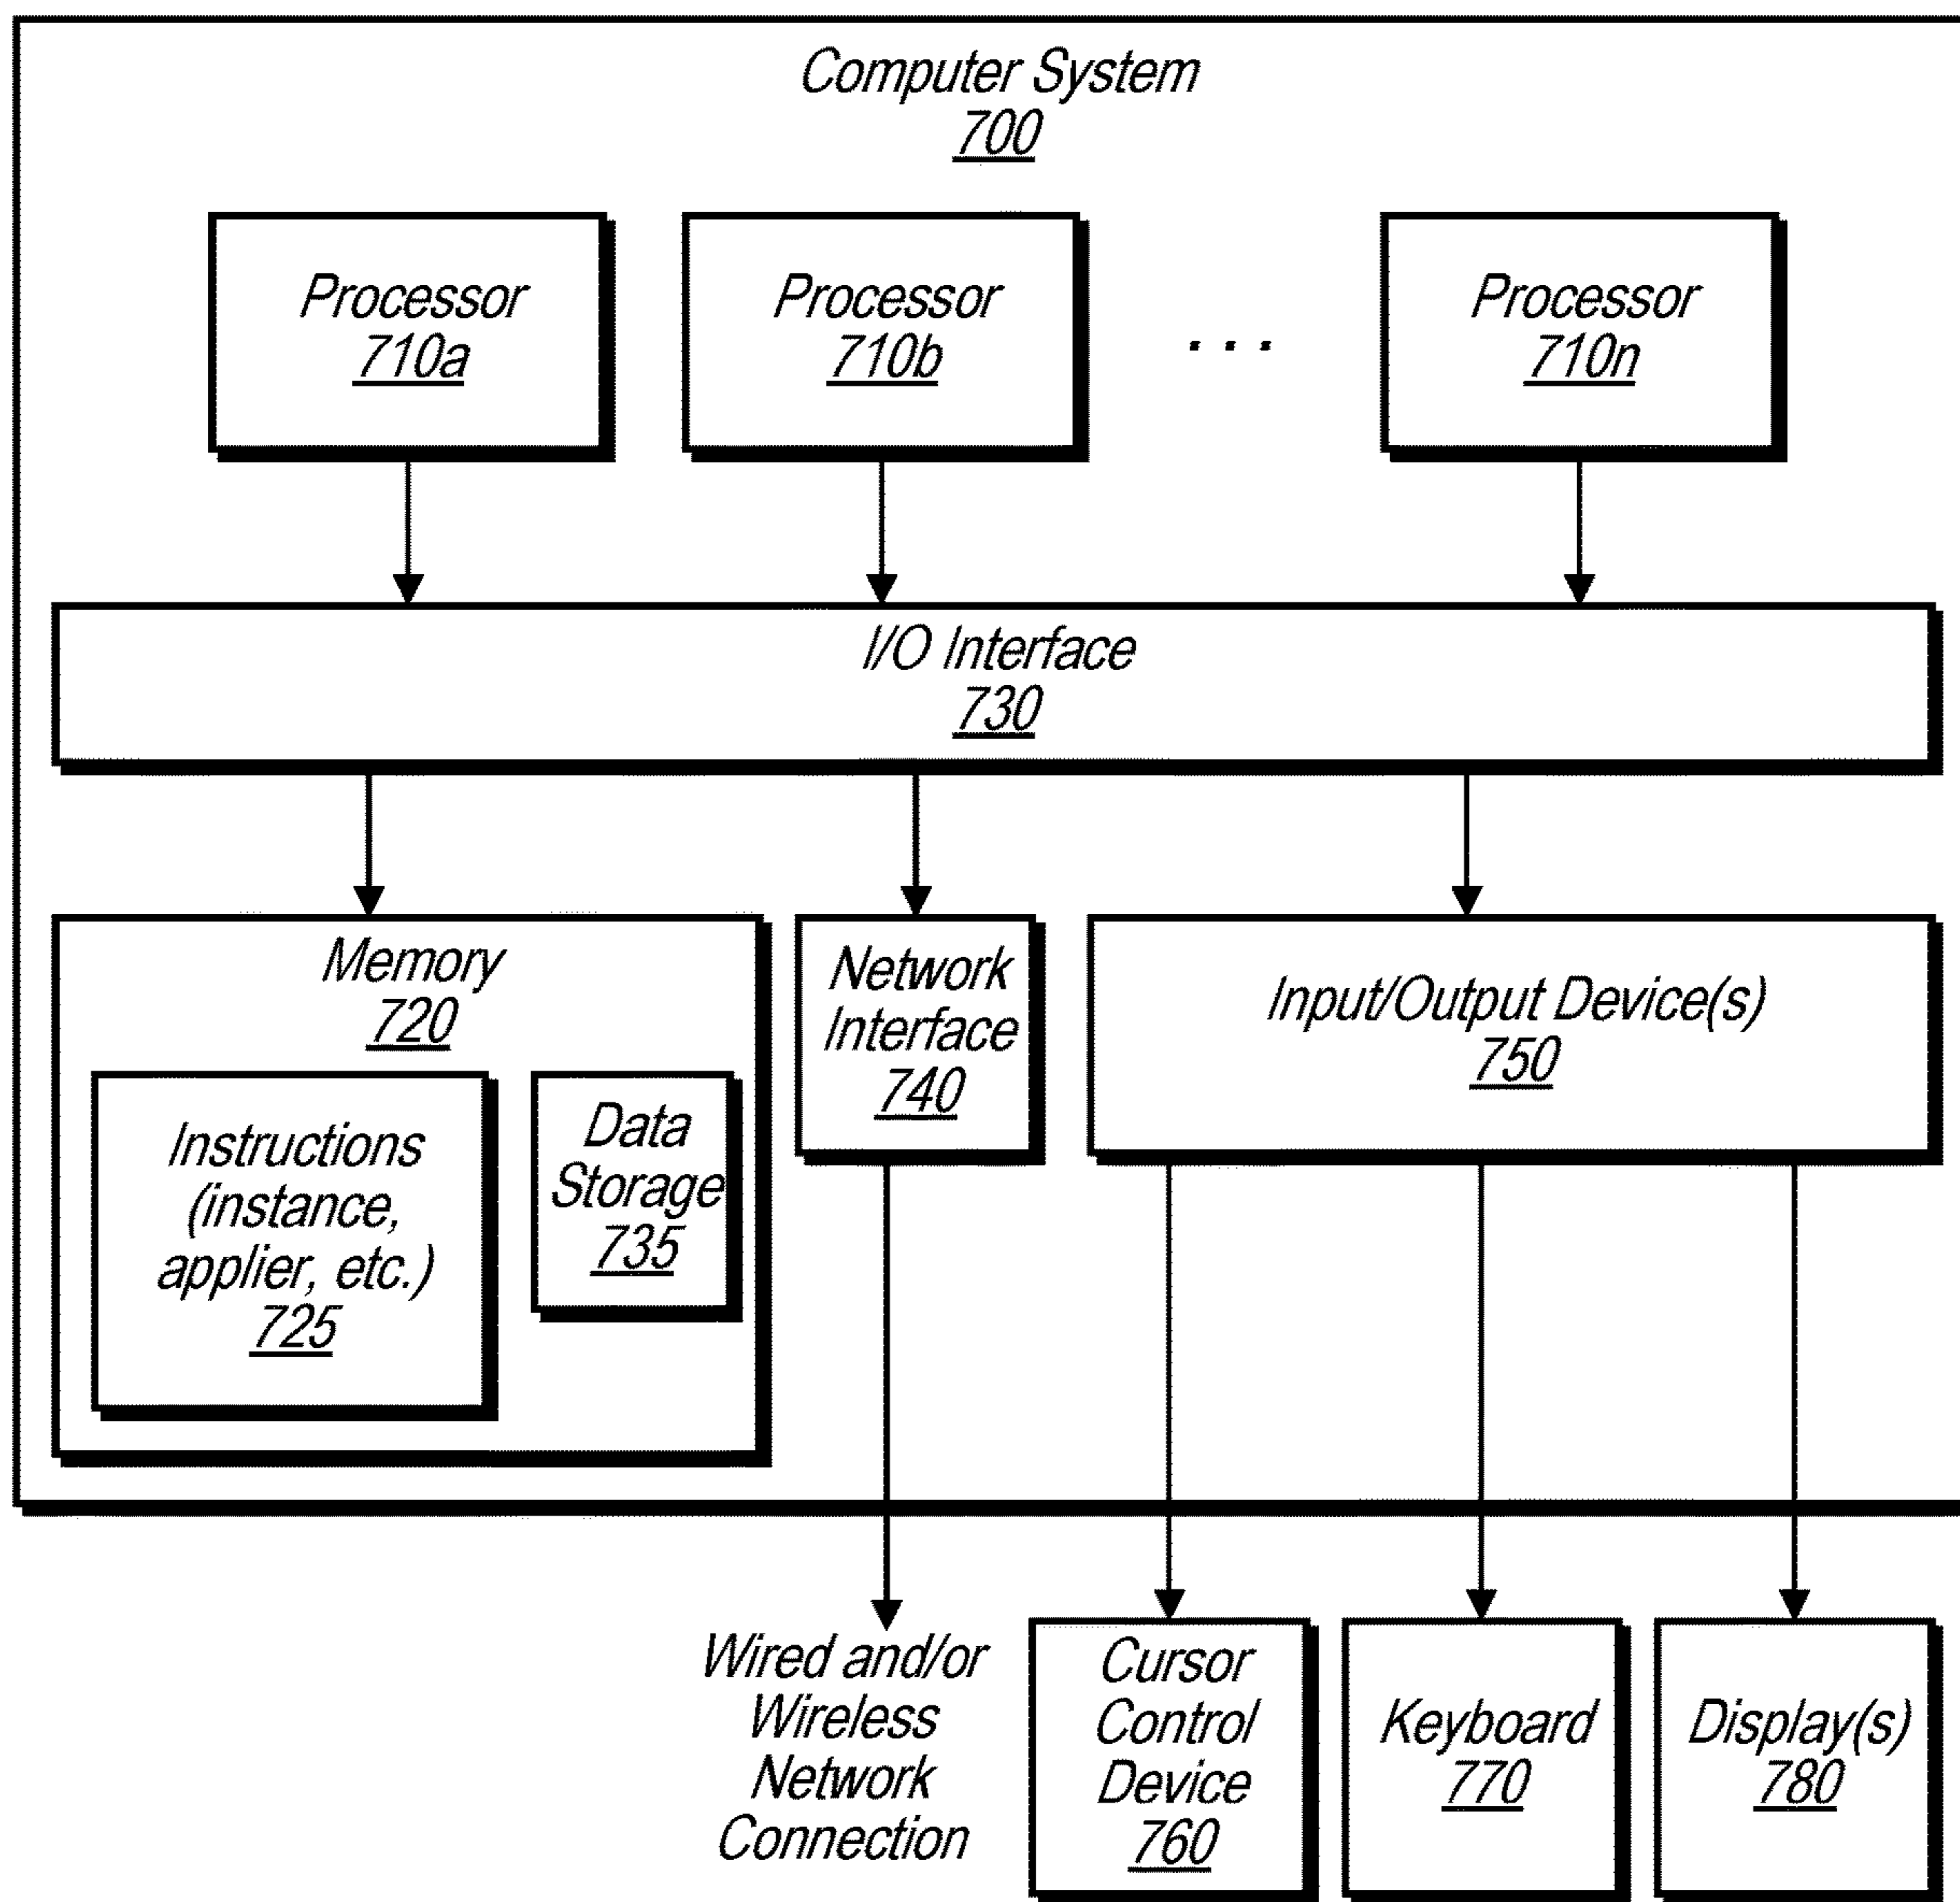 Computer System
700
Processor
710a
Processor
710b
. . .
Processor
710n
I/O Interface
730
Memory
720
Instructions
(instance,
applier, etc.)
725
Data
Storage
735
Network
Interface
740
Input/Output Device(s)
750
Wired and/or
Wireless
Network
Connection
Cursor
Control
Device
760
Keyboard
770
Display(s)
780